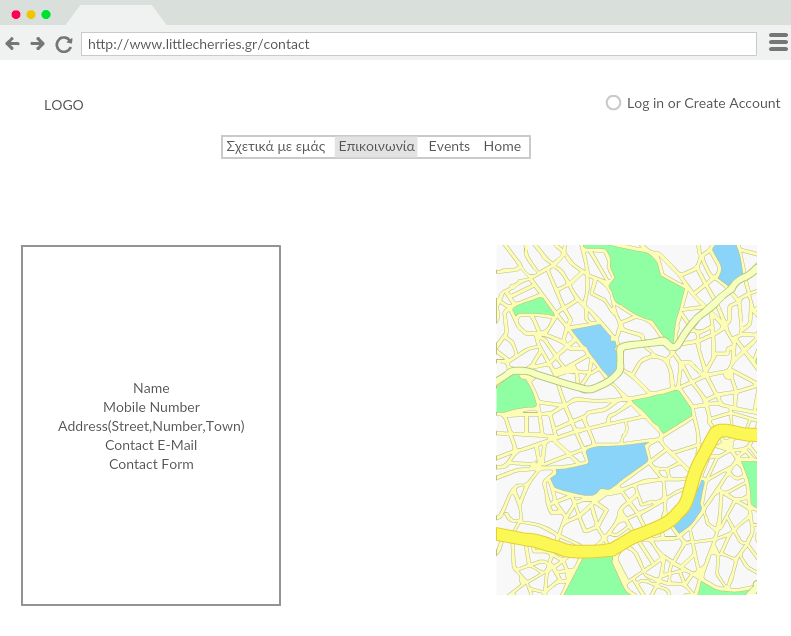 http://www.littlecherries.gr/contact
LOGO
Log in or Create Account
Σχετικά με εμάς Επικοινωνία Events Home
Name
Mobile Number
Address(Street,Number,Town)
Contact E-Mail
Contact Form